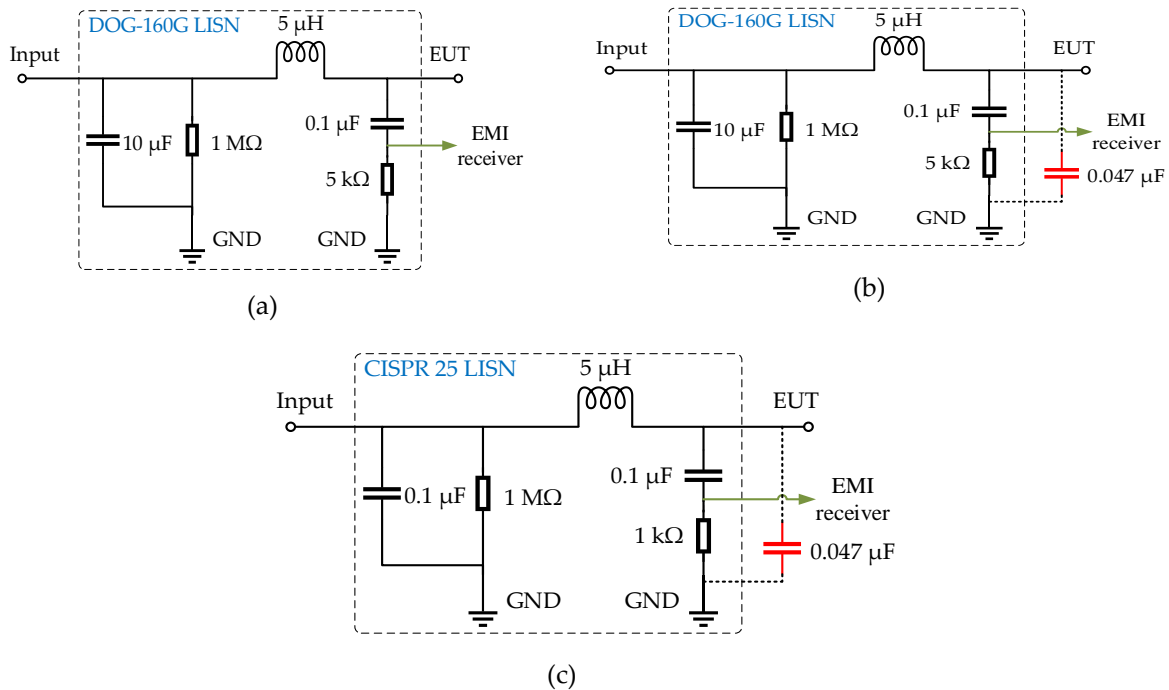 DOG-160G LISN
5 μH
Input
EUT
10 μF
1 MΩ
0.1 μF
EMI
receiver
5 kΩ
GND
GND
(a)
DOG-160G LISN
5 μH
Input
EUT
10 μF
1 MΩ
0.1 μF
EMI
receiver
5 kΩ
0.047 μF
GND
GND
(b)
CISPR 25 LISN
5 μH
Input
EUT
0.1 μF
1 MΩ
0.1 μF
EMI
receiver
1 kΩ
0.047 μF
GND
GND
(c)